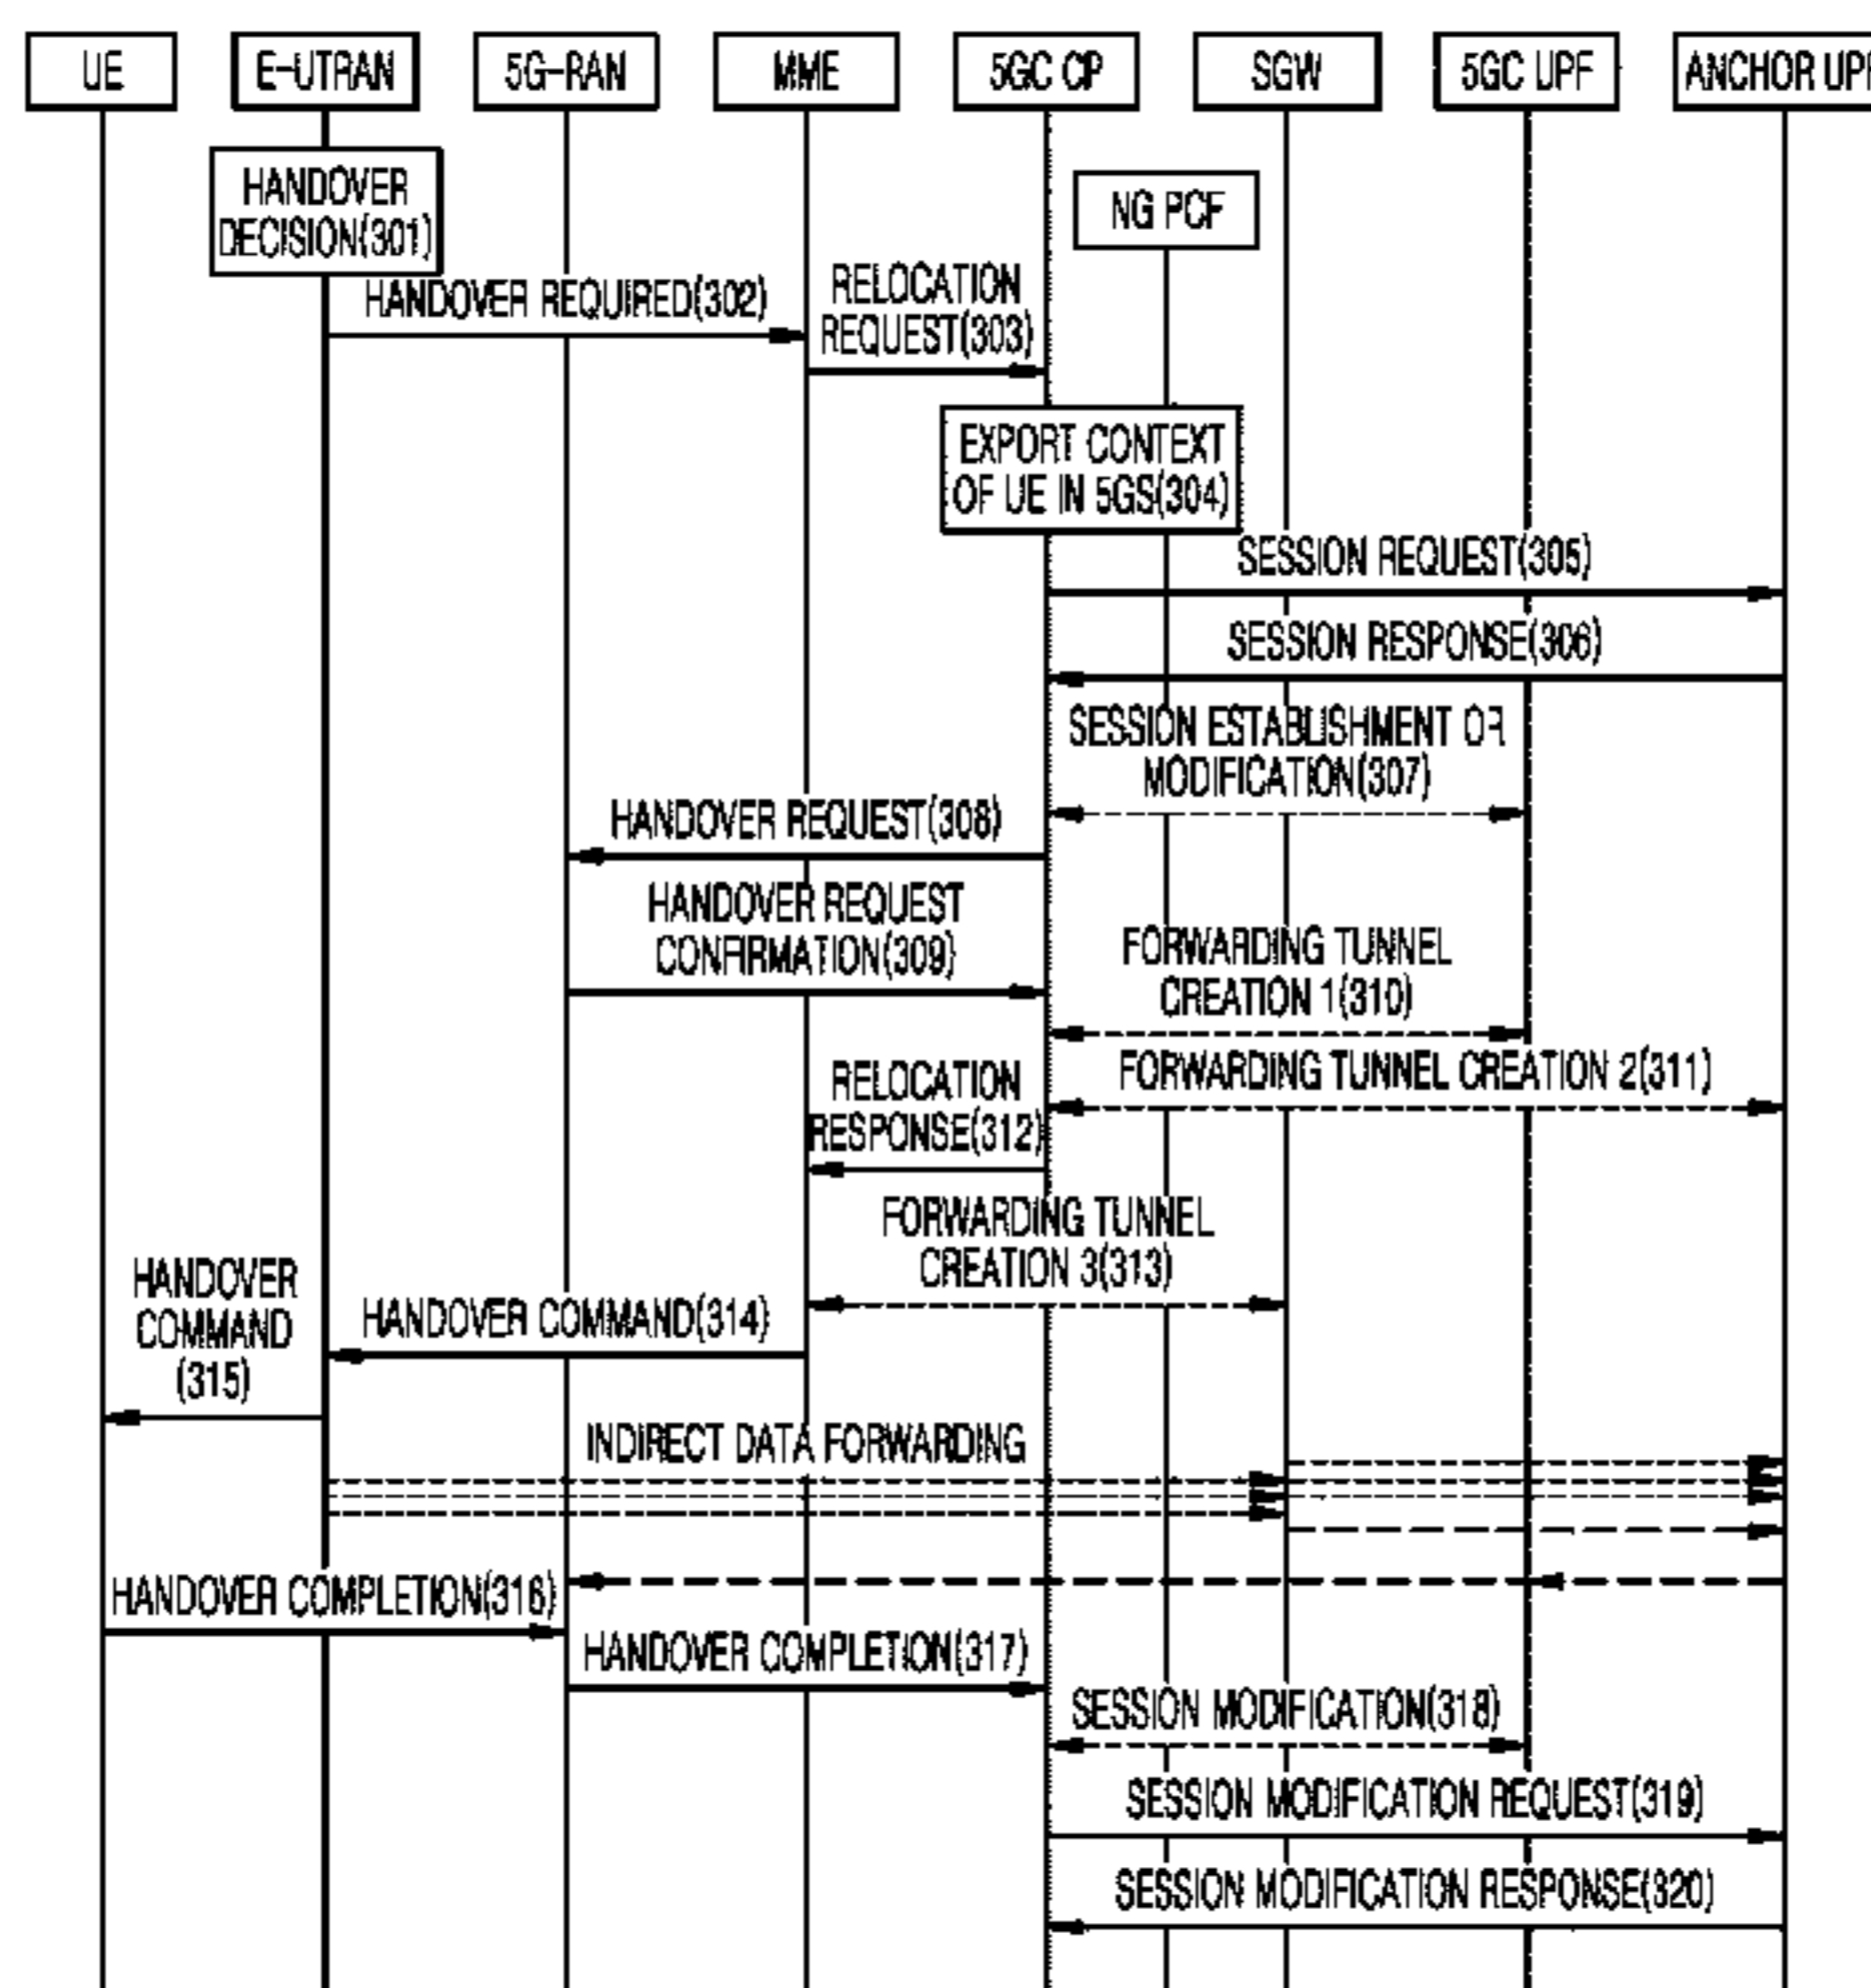 UE
E-UTRAN
5G-RAN
MME
5GC CP
SGW
5GC UPF
ANCHOR UPF
HANDOVER
DECISION(301)
NG PCF
HANDOVER REQUIRED(302)
RELOCATION
REQUEST(303)
EXPORT CONTEXT
OF UE IN 5GS(304)
SESSION REQUEST(305)
SESSION RESPONSE(306)
SESSION ESTABLISHMENT OR
MODIFICATION(307)
HANDOVER REQUEST(308)
HANDOVER REQUEST
CONFIRMATION(309)
FORWARDING TUNNEL
CREATION 1(310)
FORWARDING TUNNEL CREATION 2(311)
RELOCATION
RESPONSE(312)
FORWARDING TUNNEL
CREATION 3(313)
HANDOVER
COMMAND
(315)
HANDOVER COMMAND(314)
INDIRECT DATA FORWARDING
HANDOVER COMPLETION(316)
HANDOVER COMPLETION(317)
SESSION MODIFICATION(318)
SESSION MODIFICATION REQUEST(319)
SESSION MODIFICATION RESPONSE(320)